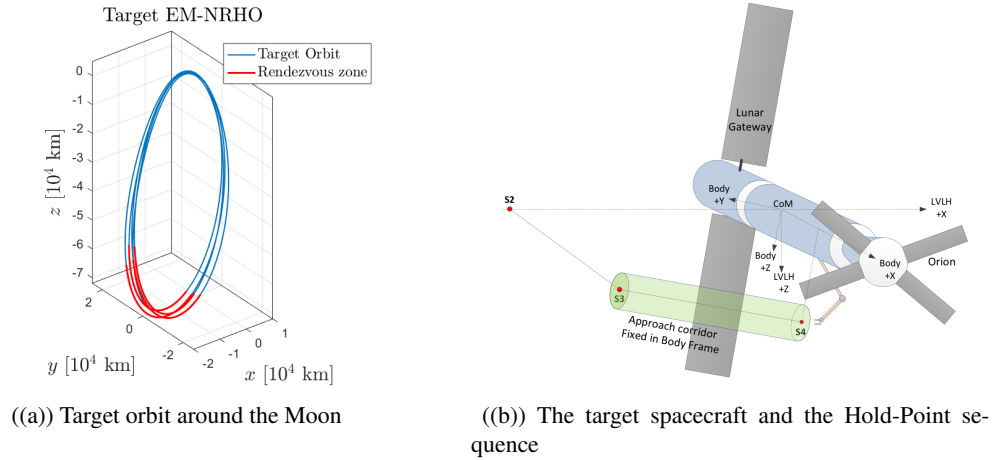 Target EM-NRHO
Target Orbit
Rendezvous zone
0
-1
-2
-3
-4
-5
-6
-7
z [10⁴ km]
2
0
-2
y [10⁴ km]
-2
-1
0
1
x [10⁴ km]
((a)) Target orbit around the Moon
Lunar
Gateway
S2
Body
+Y
CoM
LVLH
+X
Body
+Z
LVLH
+Z
Body
+X
Orion
S3
S4
Approach corridor
Fixed in Body Frame
((b)) The target spacecraft and the Hold-Point se-
quence